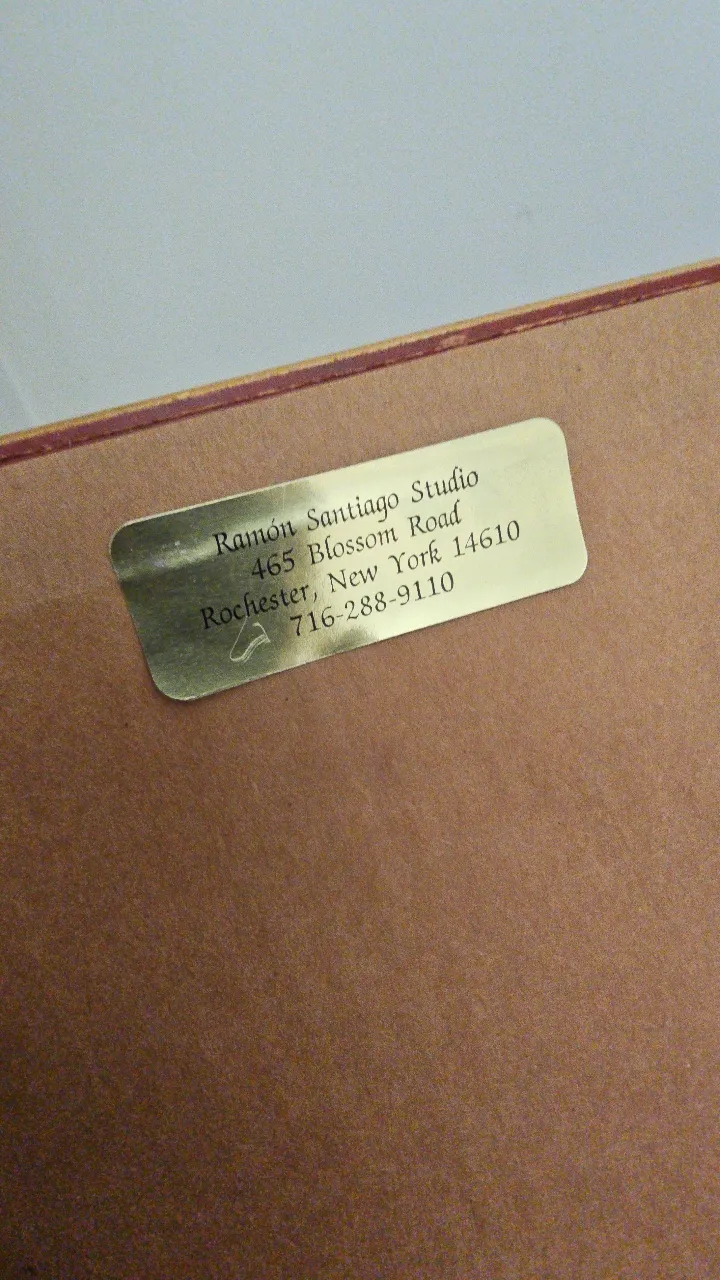 Ramón Santiago Studio
465 Blossom Road
Rochester, New York 14610
716-288-9110